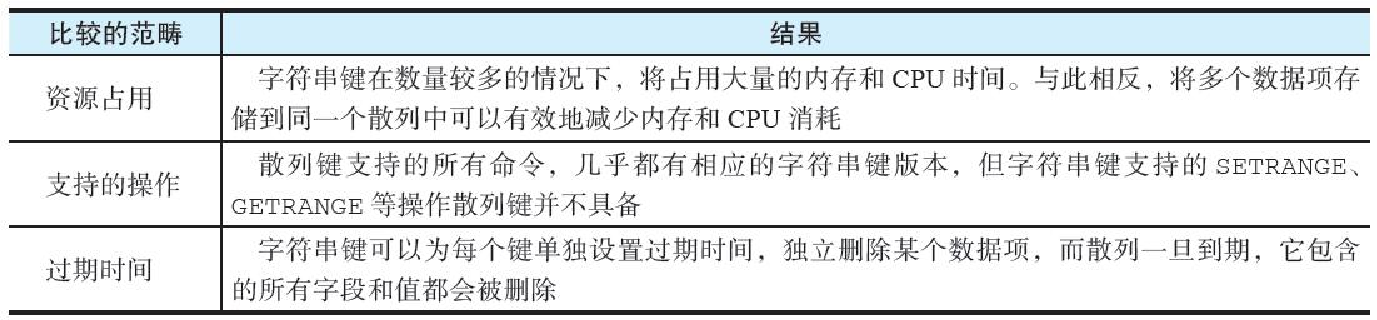 比较的范畴 结果
资源占用
字符串键在数量较多的情况下，将占用大量的内存和 CPU 时间。与此相反，将多个数据项存
储到同一个散列中可以有效地减少内存和 CPU 消耗
支持的操作
散列键支持的所有命令，几乎都有相应的字符串键版本，但字符串键支持的 SETRANGE、
GETRANGE 等操作散列键并不具备
过期时间
字符串键可以为每个键单独设置过期时间，独立删除某个数据项，而散列一旦到期，它包含
的所有字段和值都会被删除